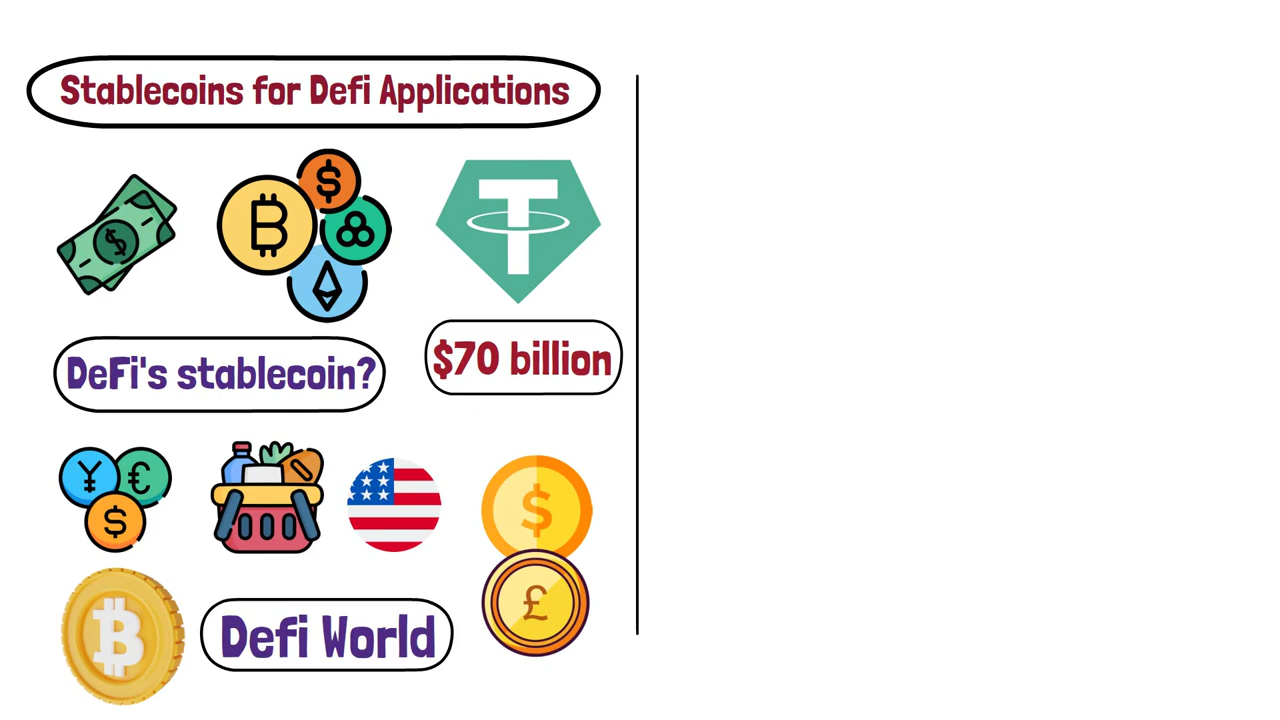 Stablecoins for Defi Applications
DeFi's stablecoin?
$70 billion
Defi World